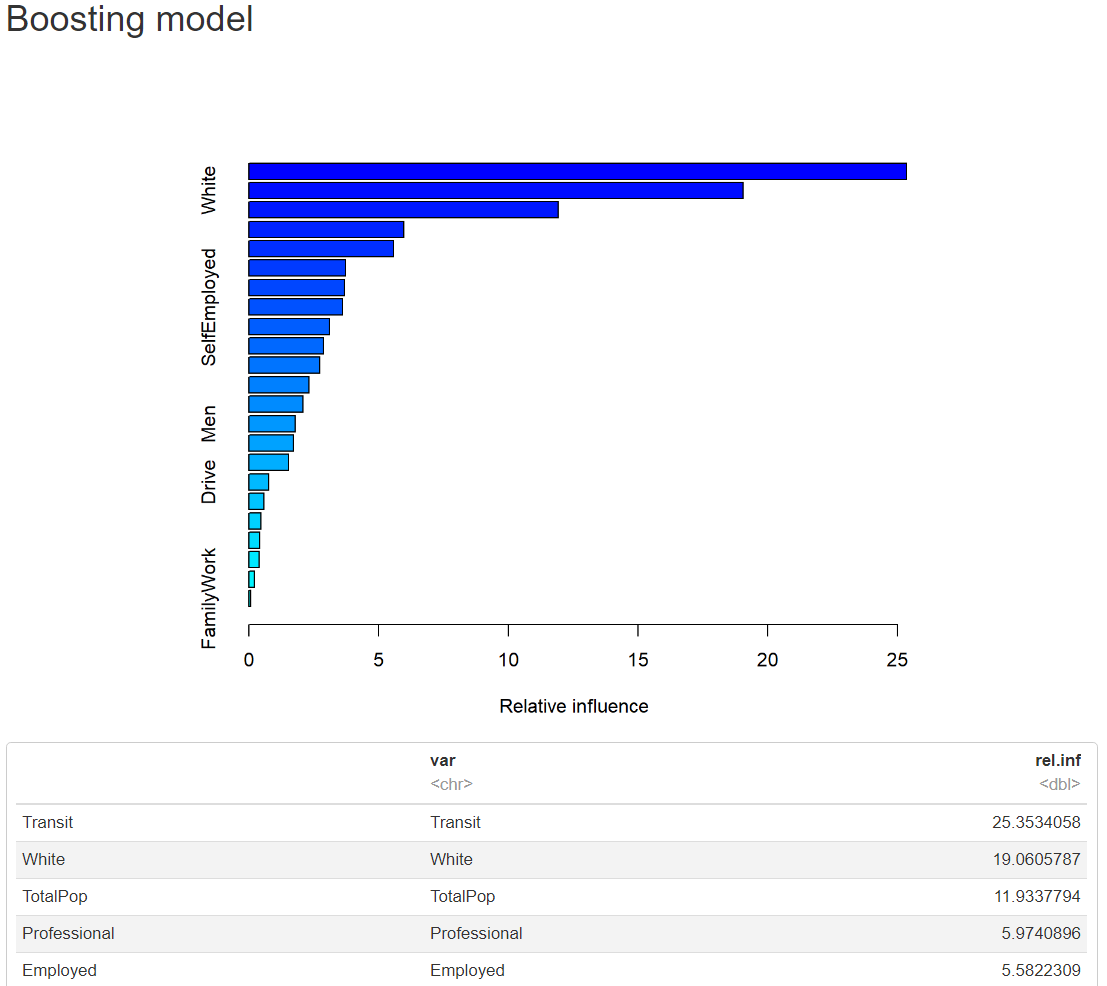 Boosting model
White
SelfEmployed
Men
Drive
FamilyWork
0 5 10 15 20 25
Relative influence
var rel.inf
<chr> <dbl>
Transit Transit 25.3534058
White White 19.0605787
TotalPop TotalPop 11.9337794
Professional Professional 5.9740896
Employed Employed 5.5822309